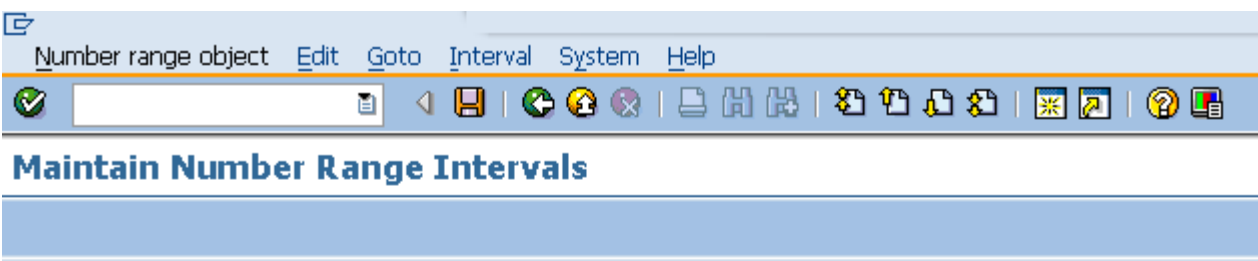 Number range object Edit Goto Interval System Help
Maintain Number Range Intervals